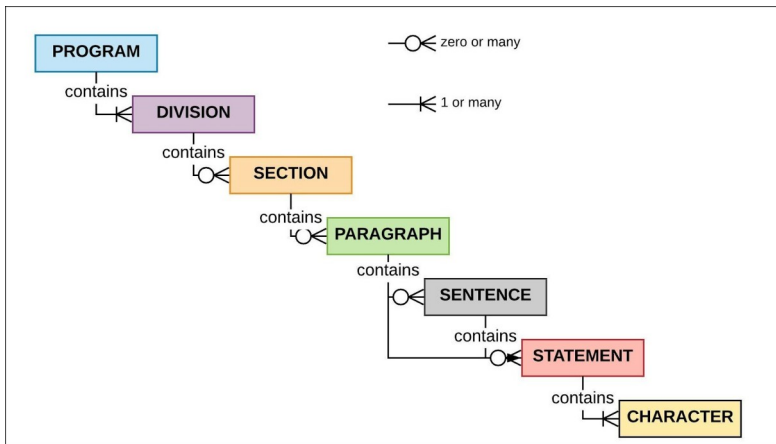 PROGRAM
zero or many
contains
1 or many
DIVISION
contains
SECTION
contains
PARAGRAPH
contains
SENTENCE
contains
STATEMENT
contains
CHARACTER